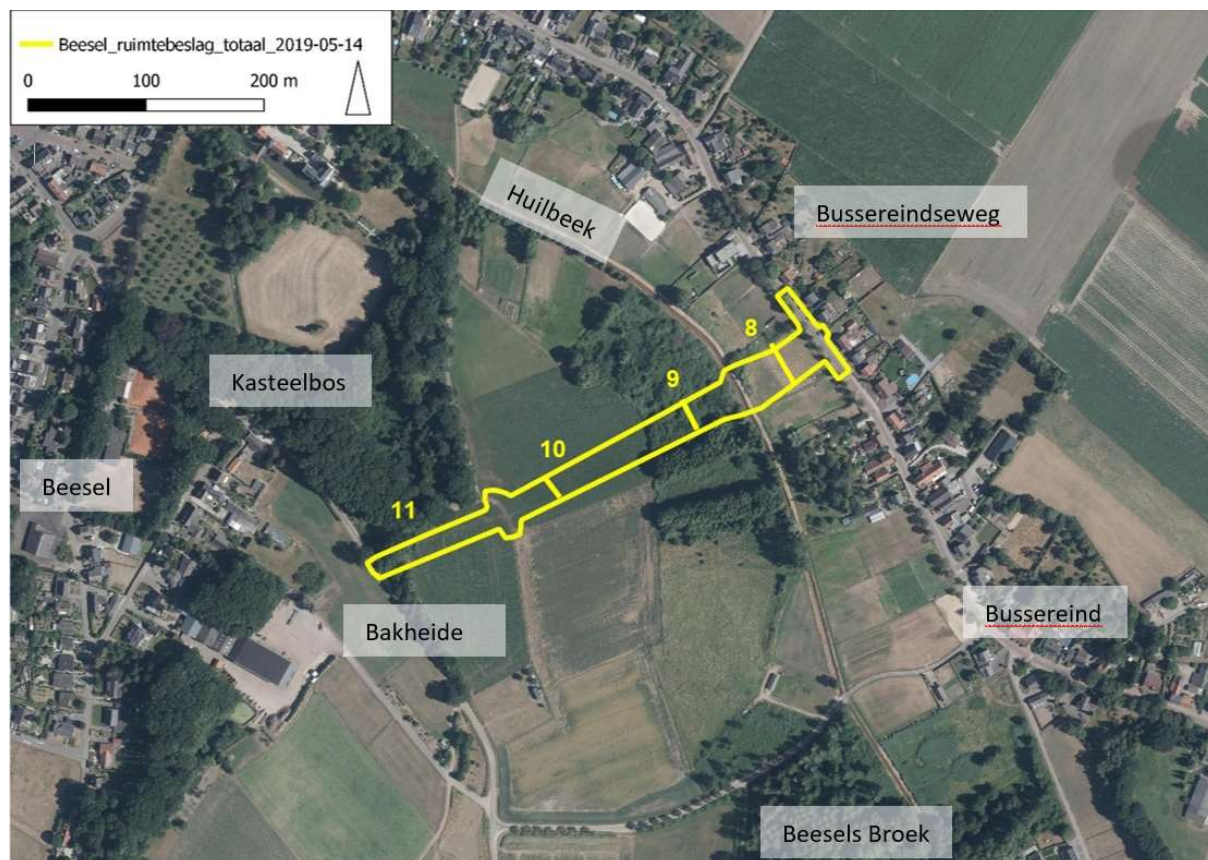 Beesel_ruimtebeslag_totaal_2019-05-14
0 100 200 m
Huilbeek
Bussereindseweg
8
Kasteelbos
9
10
Beesel
11
Bakheide
Bussereind
Beesels Broek